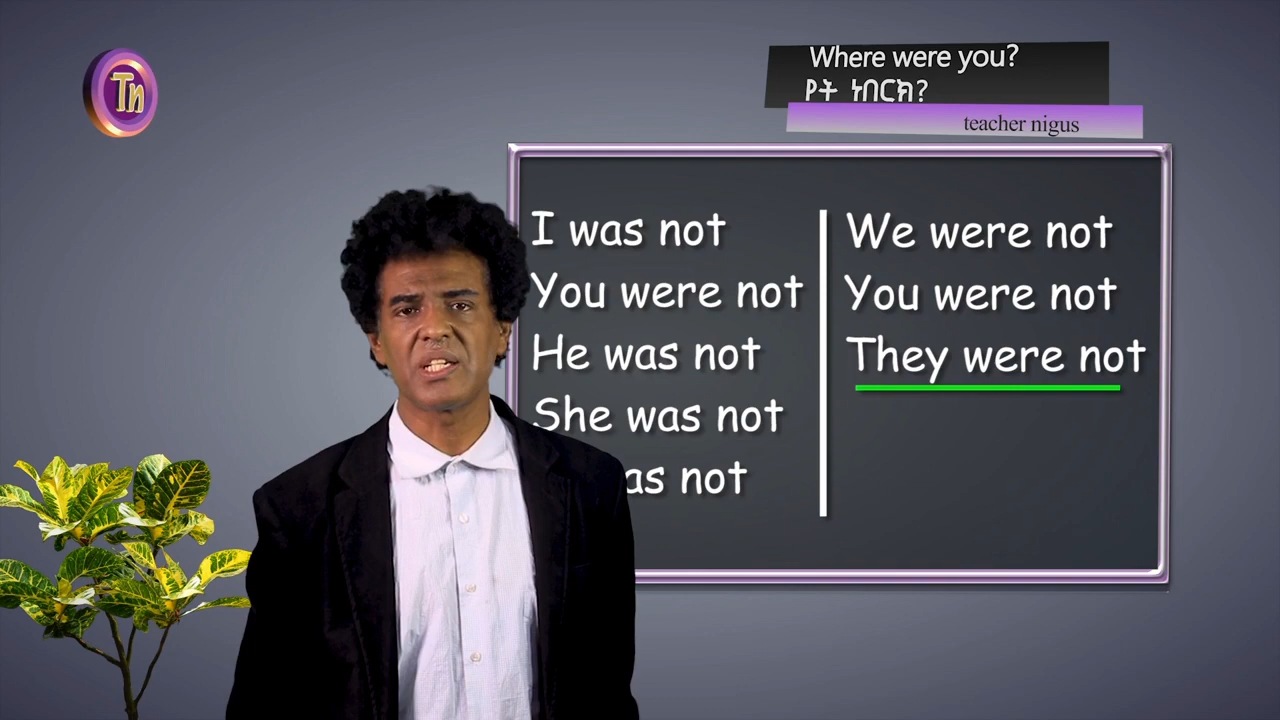 Tn
Where were you?
የት ነበርክ?
teacher nigus
I was not
You were not
He was not
She was not
not
We were not
You were not
They were not